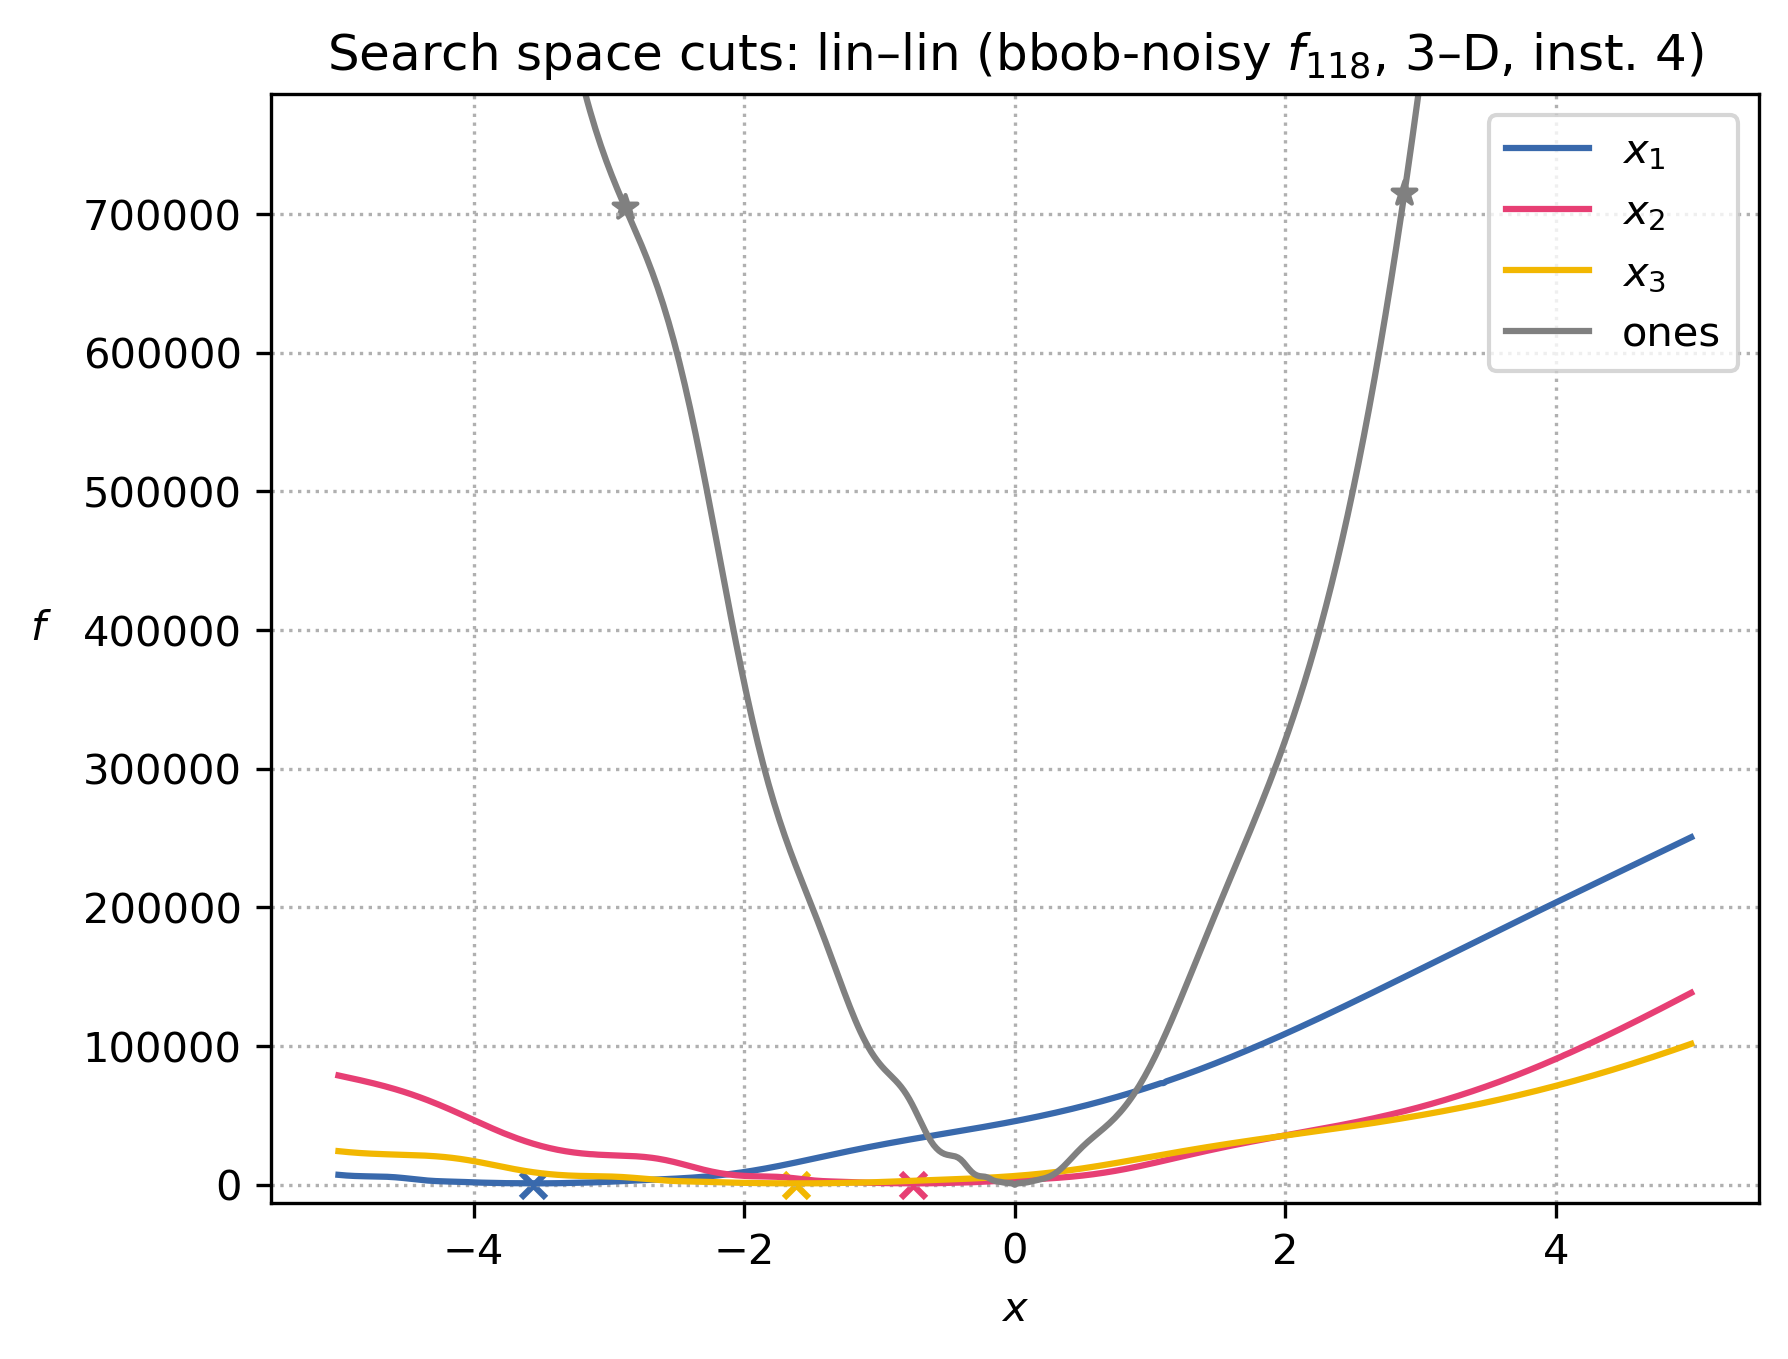 Search space cuts: lin–lin (bbob-noisy f₁₁₈, 3–D, inst. 4)
x₁
x₂
x₃
ones
700000
600000
500000
400000
300000
200000
100000
0
f
−4
−2
0
2
4
x